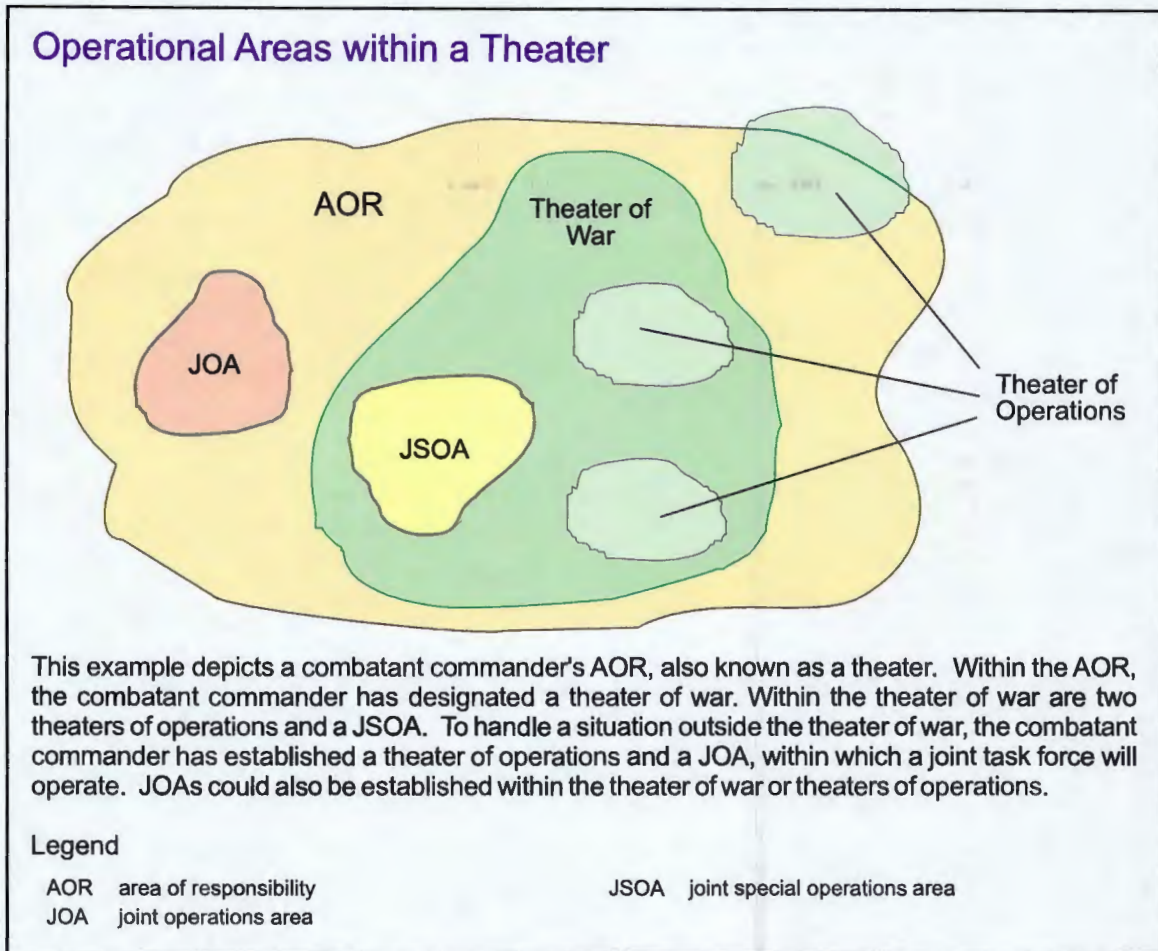 Operational Areas within a Theater
AOR
Theater of
War
JOA
JSOA
Theater of
Operations
This example depicts a combatant commander's AOR, also known as a theater. Within the AOR,
the combatant commander has designated a theater of war. Within the theater of war are two
theaters of operations and a JSOA. To handle a situation outside the theater of war, the combatant
commander has established a theater of operations and a JOA, within which a joint task force will
operate. JOAs could also be established within the theater of war or theaters of operations.
Legend
AOR area of responsibility
JOA joint operations area
JSOA joint special operations area